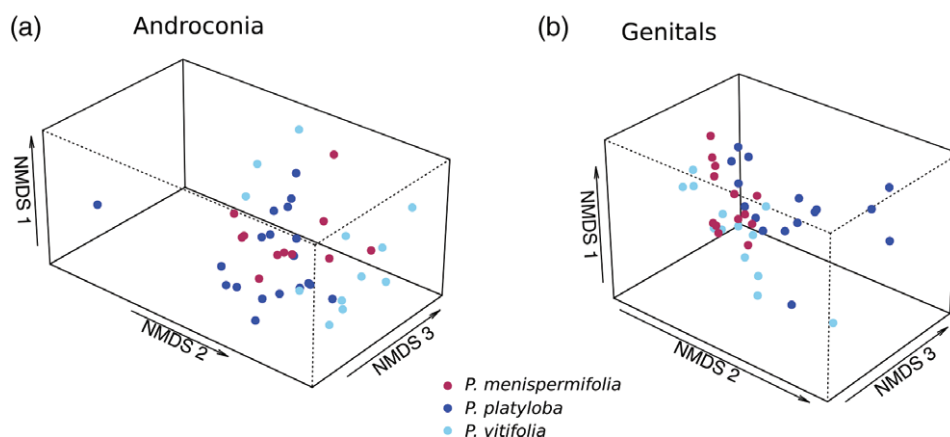 (a) Androconia
(b) Genitals
NMDS 1
NMDS 2
NMDS 3
NMDS 1
NMDS 2
NMDS 3
P. menispermifolia
P. platyloba
P. vitifolia